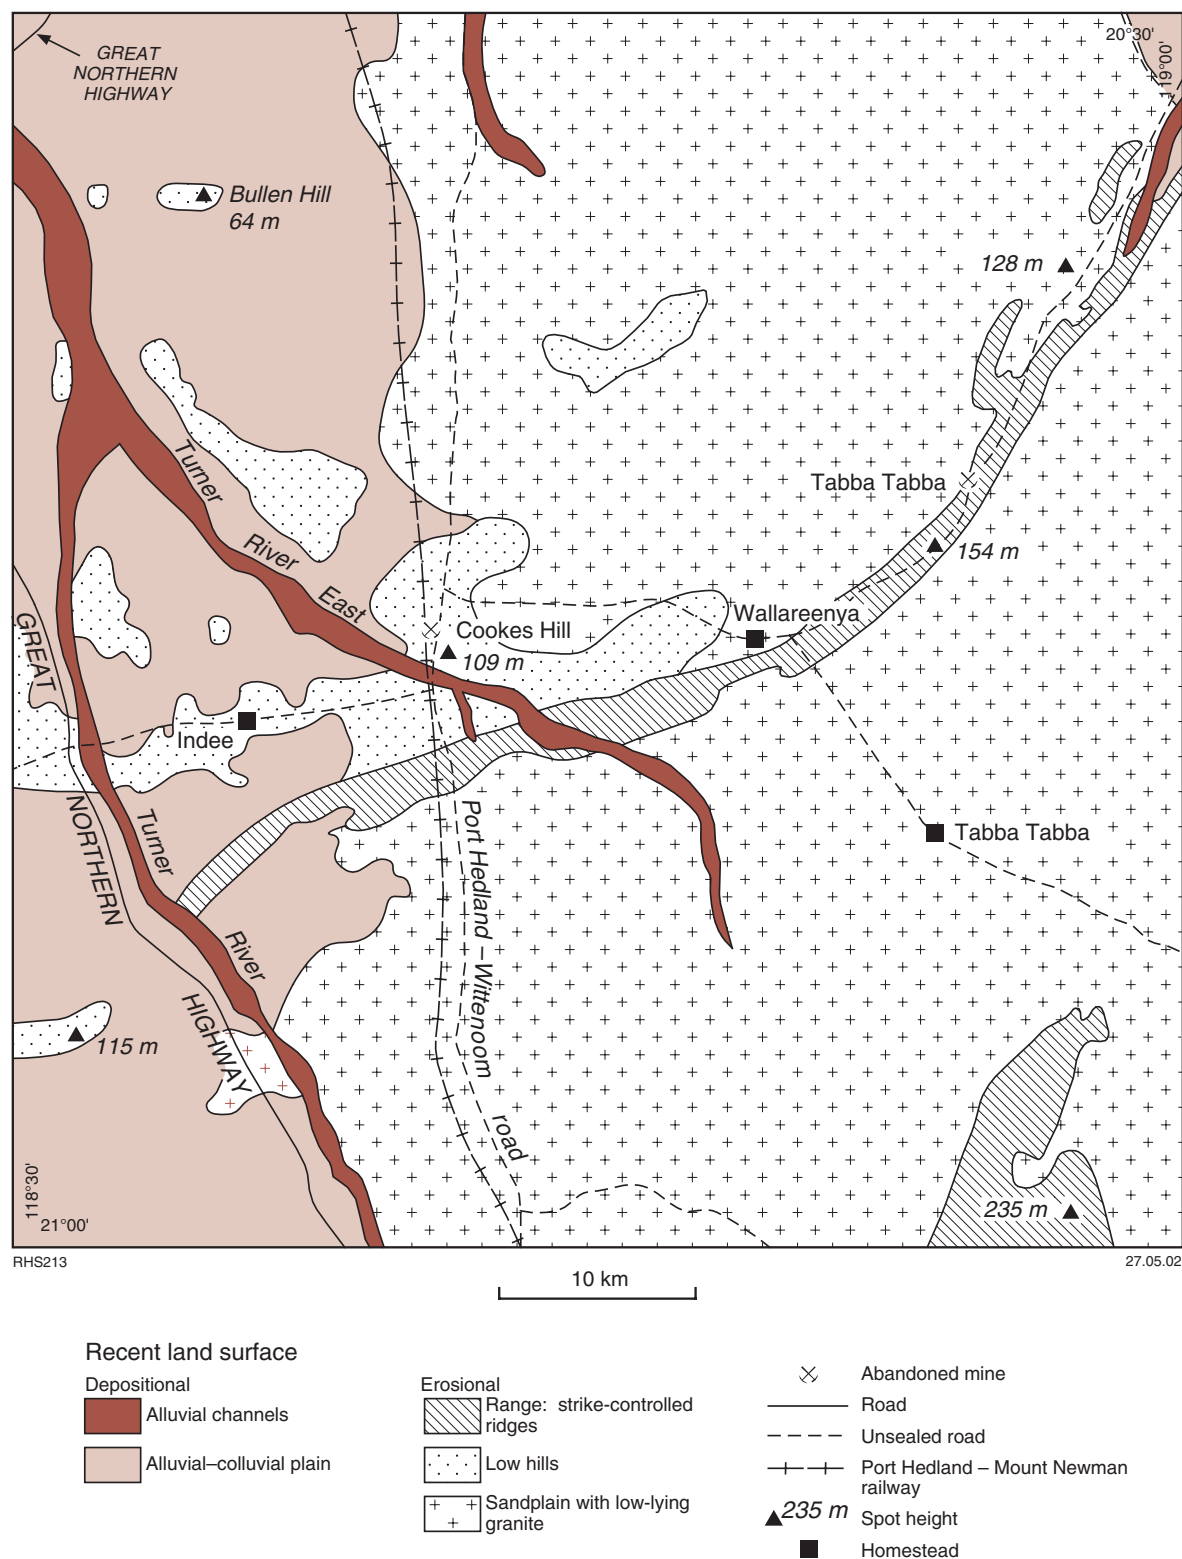 GREAT
NORTHERN
HIGHWAY
20°30'
119°00'
Bullen Hill
64 m
128 m
Turner
River
East
Tabba Tabba
154 m
Wallareenya
Cookes Hill
109 m
GREAT
NORTHERN
HIGHWAY
Indee
Turner
River
Port Hedland – Wittenoom
road
Tabba Tabba
115 m
235 m
118°30'
21°00'
RHS213
27.05.02
10 km
Recent land surface
Depositional
Alluvial channels
Alluvial–colluvial plain
Erosional
Range: strike-controlled
ridges
Low hills
Sandplain with low-lying
granite
Abandoned mine
Road
Unsealed road
Port Hedland – Mount Newman
railway
235 m
Spot height
Homestead